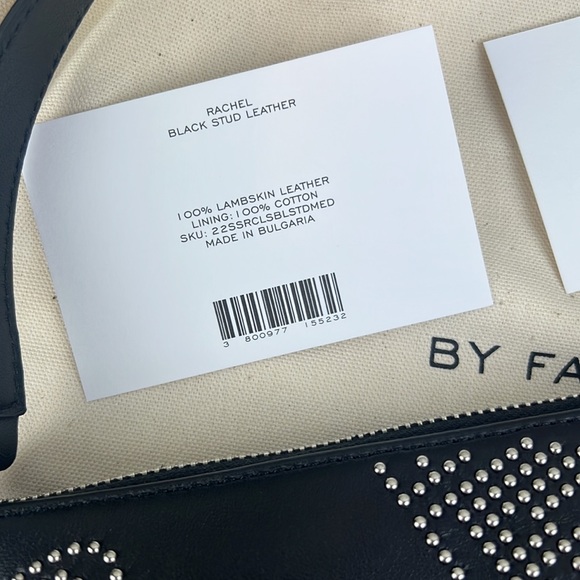 RACHEL
BLACK STUD LEATHER
100% LAMBSKIN LEATHER
LINING: 100% COTTON
SKU: 22SSRCLSBLSTDMED
MADE IN BULGARIA
3 800977 155232
BY FA